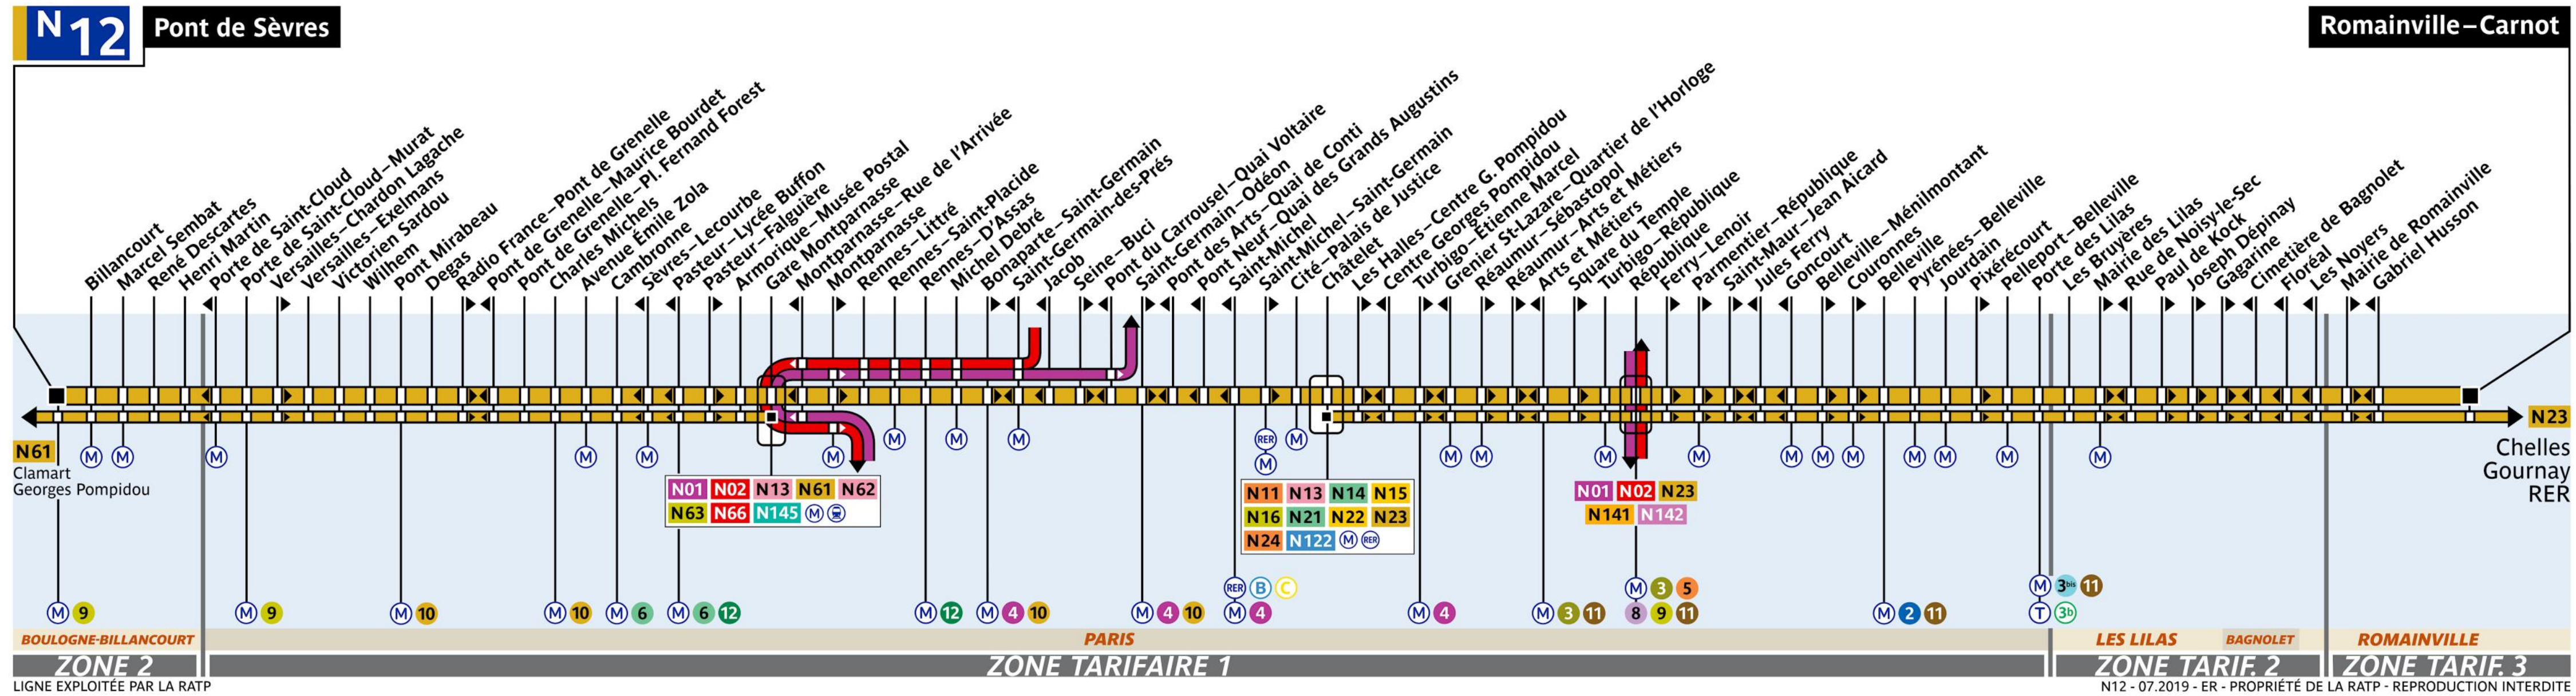 N12
Pont de Sèvres
Romainville–Carnot
Billancourt
Marcel Sembat
René Descartes
Henri Martin
Porte de Saint-Cloud
Porte de Saint-Cloud–Murat
Versailles–Chardon Lagache
Versailles–Exelmans
Victorien Sardou
Wilhem
Pont Mirabeau
Degas
Radio France–Pont de Grenelle
Pont de Grenelle–Maurice Bourdet
Pont de Grenelle–Pl. Fernand Forest
Charles Michels
Avenue Émile Zola
Cambronne
Sèvres–Lecourbe
Pasteur–Lycée Buffon
Pasteur–Falguière
Armorique–Musée Postal
Gare Montparnasse
Montparnasse–Rue de l'Arrivée
Montparnasse
Rennes–Littré
Rennes–Saint-Placide
Rennes–D'Assas
Michel Debré
Bonaparte–Saint-Germain
Saint-Germain-des-Prés
Jacob
Seine–Buci
Pont du Carrousel–Quai Voltaire
Saint-Germain–Odéon
Pont des Arts–Quai de Conti
Pont Neuf–Quai des Grands Augustins
Saint-Michel
Saint-Michel–Saint-Germain
Cité–Palais de Justice
Châtelet
Les Halles–Centre G. Pompidou
Centre Georges Pompidou
Turbigo–Etienne Marcel
Grenier St-Lazare–Quartier de l'Horloge
Réaumur–Sébastopol
Réaumur–Arts et Métiers
Arts et Métiers
Square du Temple
Turbigo–République
République
Ferry–Lenoir
Parmentier–République
Saint-Maur–Jean Aicard
Jules Ferry
Goncourt
Belleville–Ménilmontant
Couronnes
Belleville
Pyrénées–Belleville
Jourdain
Pixérécourt
Pelleport–Belleville
Porte des Lilas
Les Bruyères
Mairie des Lilas
Rue de Noisy-le-Sec
Paul de Kock
Joseph Dépinay
Gagarine
Cimetière de Bagnolet
Floréal
Les Noyers
Mairie de Romainville
Gabriel Husson
N61
Clamart
Georges Pompidou
N23
Chelles
Gournay
RER
M M M M M M M M M RER M M M M M M M M M M M M M
M
N01 N02 N13 N61 N62
N63 N66 N145 M
N11 N13 N14 N15
N16 N21 N22 N23
N24 N122 M RER
N01 N02 N23
N141 N142
RER B C
M 3 5
M 3bis 11
M 9
M 9
M 10
M 10
M 6
M 6 12
M 12
M 4 10
M 4 10
M 4
M 4
M 3 11
8 9 11
M 2 11
T 3b
BOULOGNE-BILLANCOURT
PARIS
LES LILAS
BAGNOLET
ROMAINVILLE
ZONE 2
ZONE TARIFAIRE 1
ZONE TARIF. 2
ZONE TARIF. 3
LIGNE EXPLOITÉE PAR LA RATP
N12 - 07.2019 - ER - PROPRIÉTÉ DE LA RATP - REPRODUCTION INTERDITE